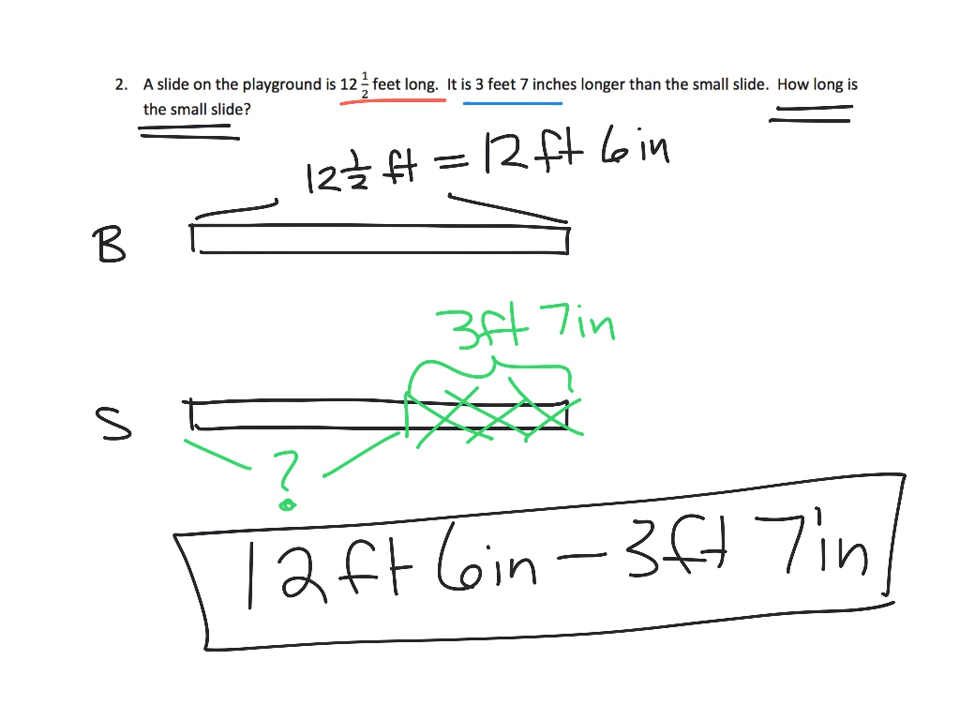 2. A slide on the playground is 12 1/2 feet long. It is 3 feet 7 inches longer than the small slide. How long is
the small slide?
12 1/2 ft = 12 ft 6 in
B
3ft 7in
S
?
12ft 6in - 3ft 7in